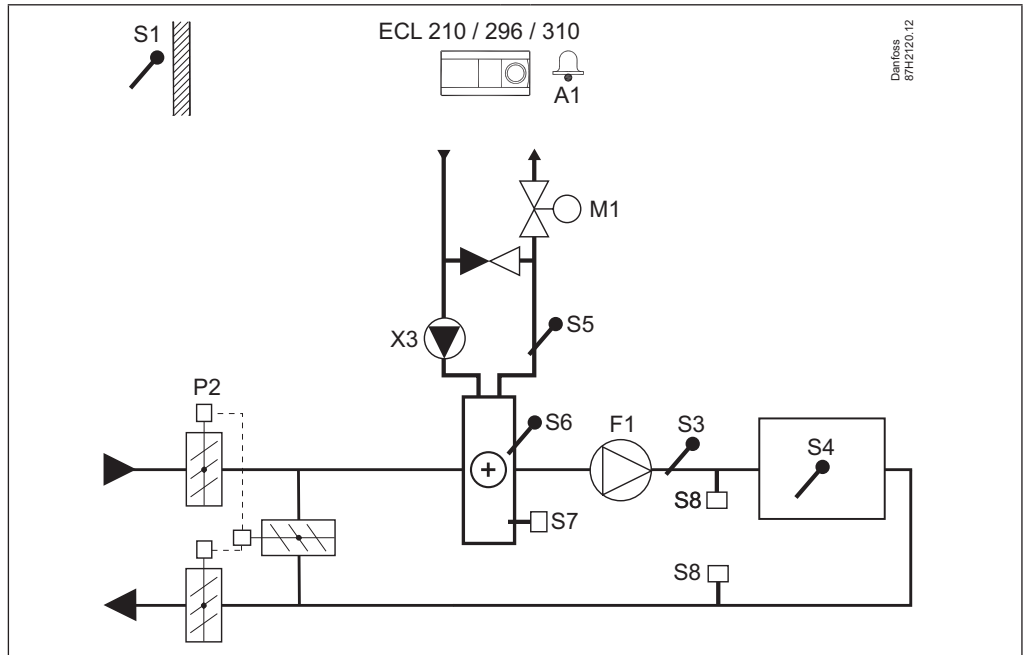 S1
ECL 210 / 296 / 310
A1
Danfoss
87H2120.12
M1
X3
S5
P2
S6
F1
S3
S4
S8
S7
S8